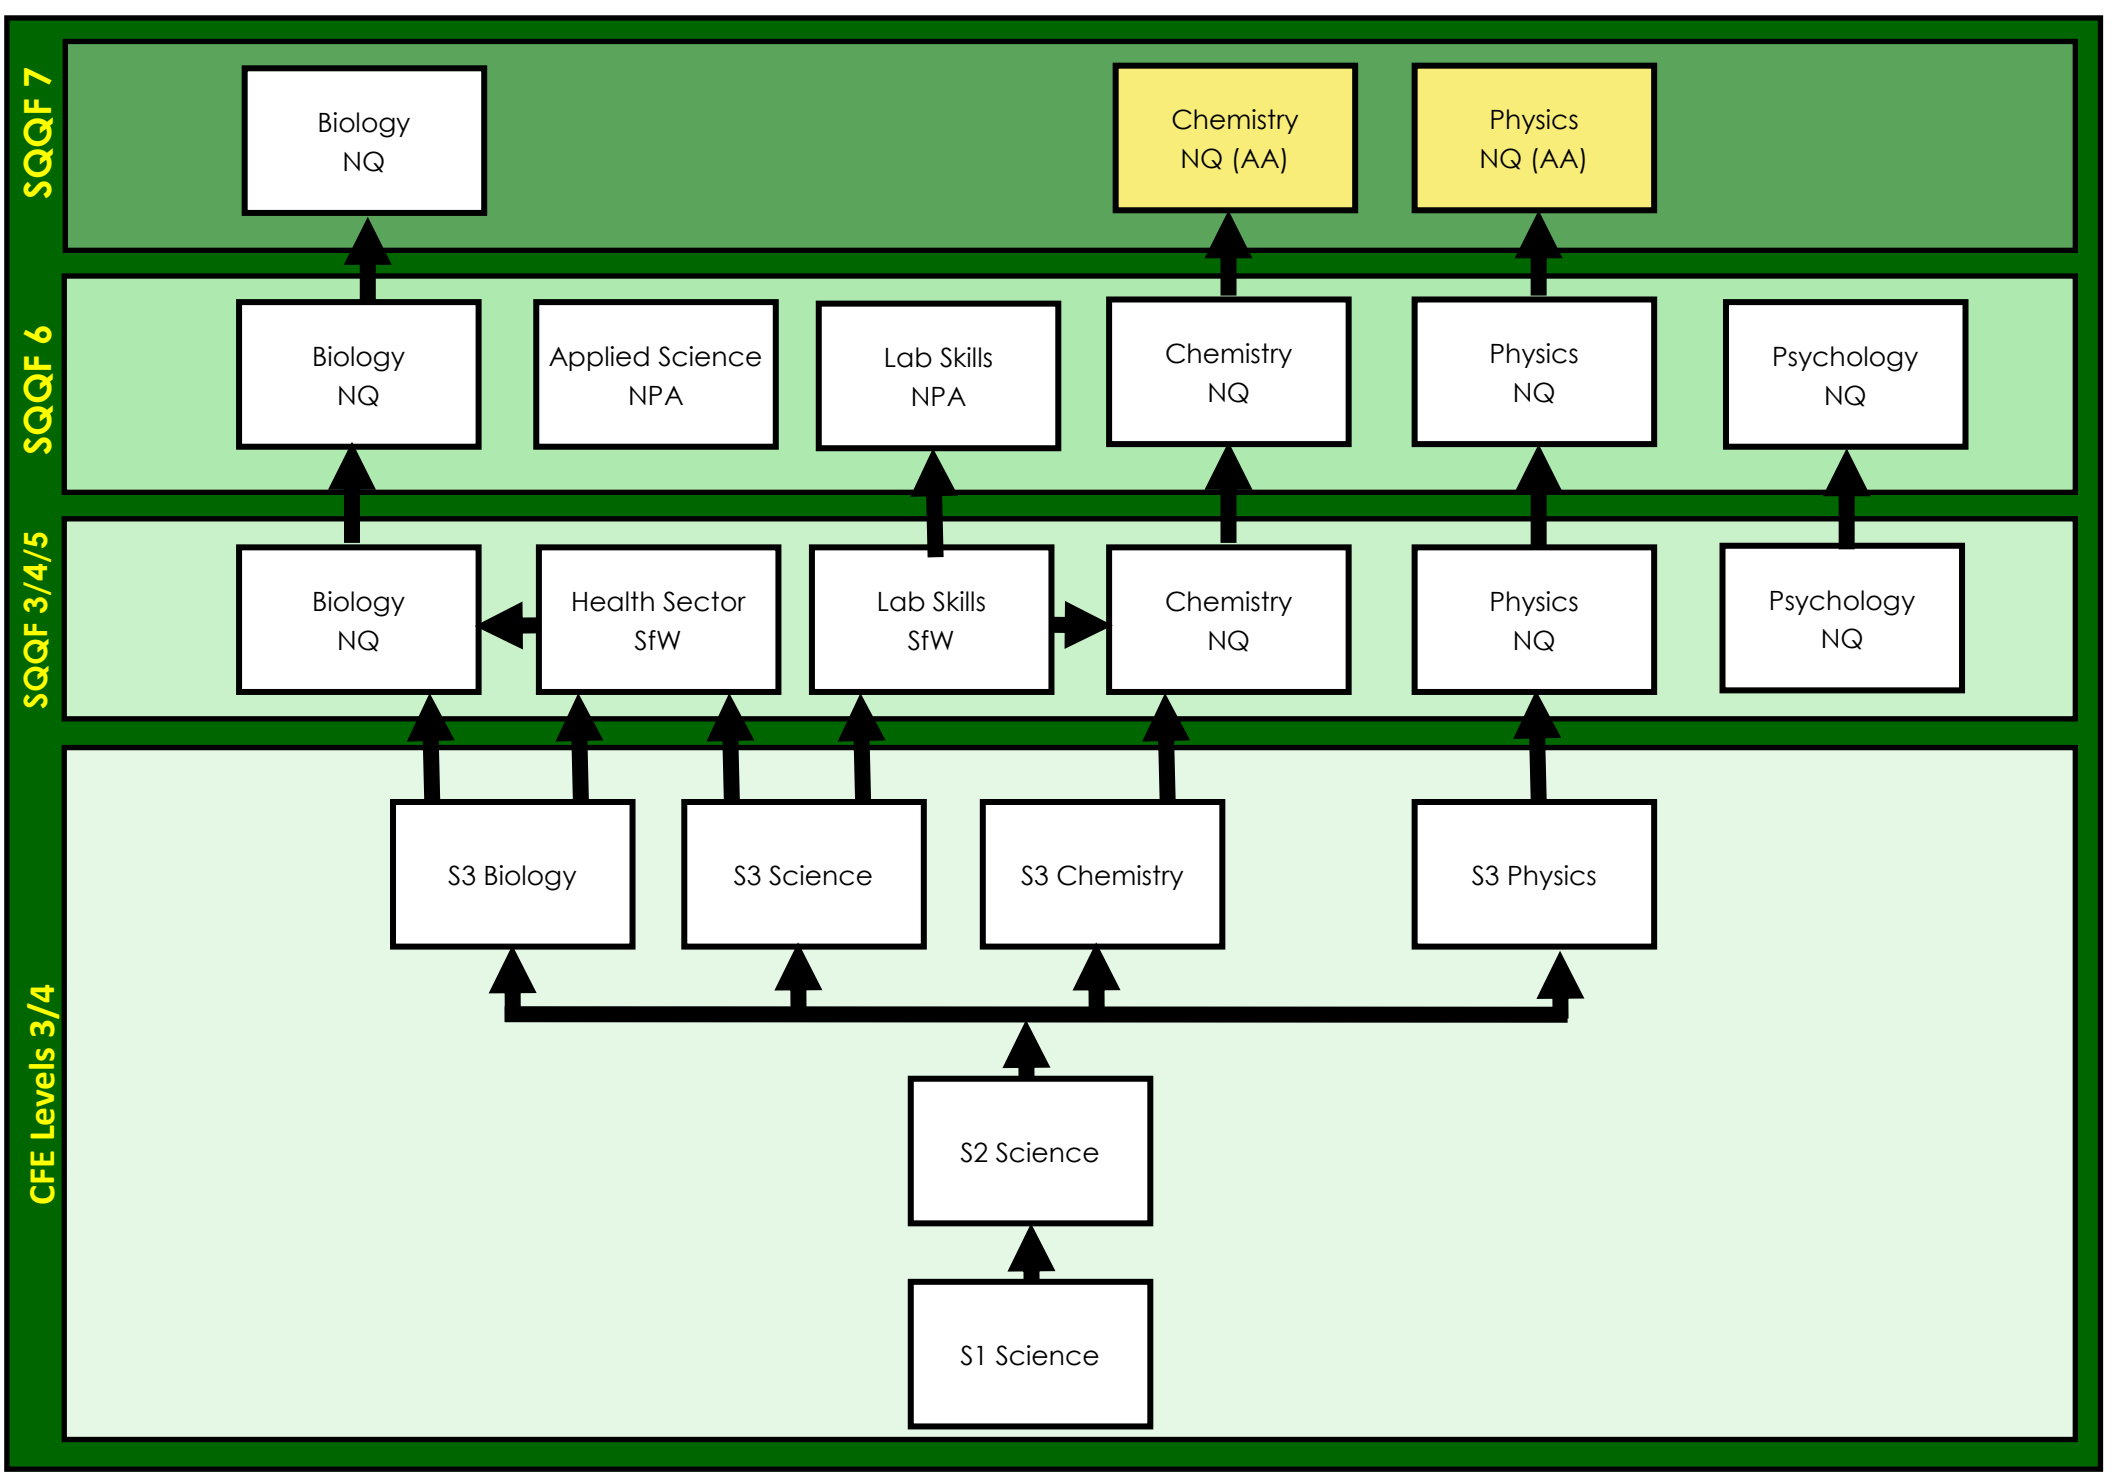 SQQF 7
Biology
NQ
Chemistry
NQ (AA)
Physics
NQ (AA)
SQQF 6
Biology
NQ
Applied Science
NPA
Lab Skills
NPA
Chemistry
NQ
Physics
NQ
Psychology
NQ
SQQF 3/4/5
Biology
NQ
Health Sector
SfW
Lab Skills
SfW
Chemistry
NQ
Physics
NQ
Psychology
NQ
CFE Levels 3/4
S3 Biology
S3 Science
S3 Chemistry
S3 Physics
S2 Science
S1 Science